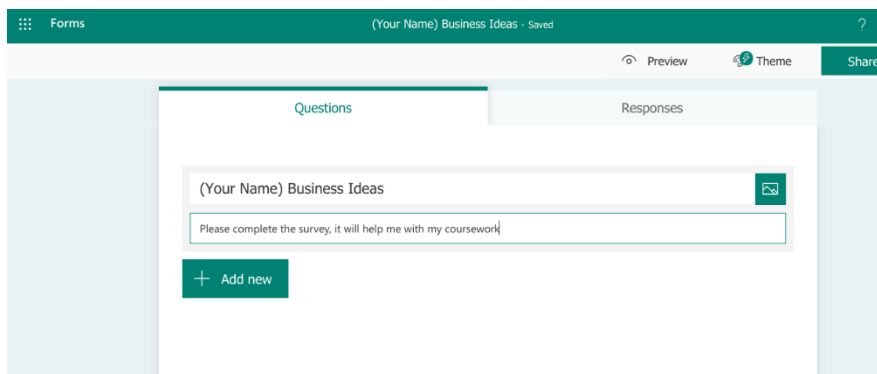 Forms
(Your Name) Business Ideas - Saved
?
Preview
Theme
Share
Questions
Responses
(Your Name) Business Ideas
Please complete the survey, it will help me with my coursework
+ Add new